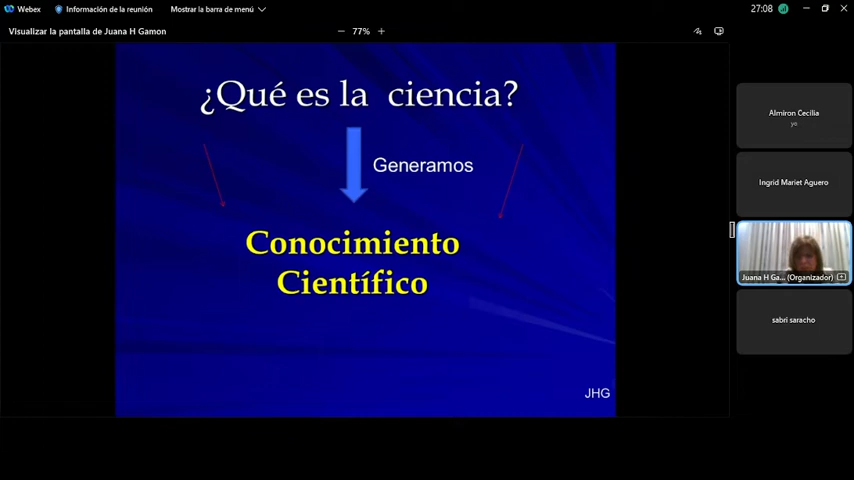 Webex
Información de la reunión
Mostrar la barra de menú
27:08
Visualizar la pantalla de Juana H Gamon
77%
¿Qué es la ciencia?
Generamos
Conocimiento
Científico
JHG
Almiron Cecilia
yo
Ingrid Mariet Aguero
Juana H Ga... (Organizador)
sabri saracho